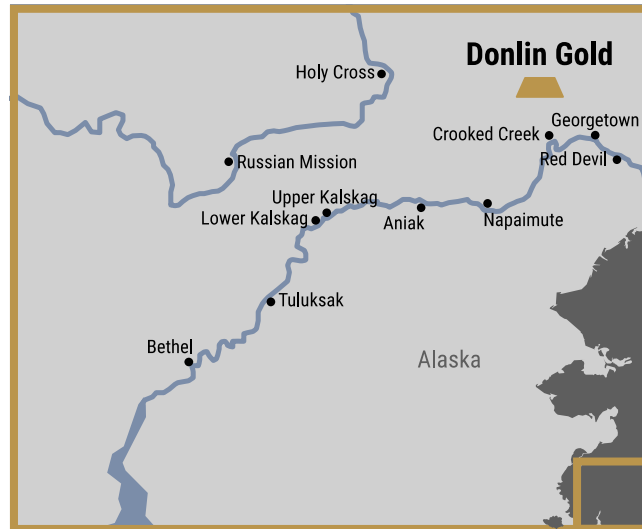 Donlin Gold
Holy Cross
Georgetown
Crooked Creek
Red Devil
Russian Mission
Upper Kalskag
Lower Kalskag
Aniak
Napaimute
Tuluksak
Bethel
Alaska